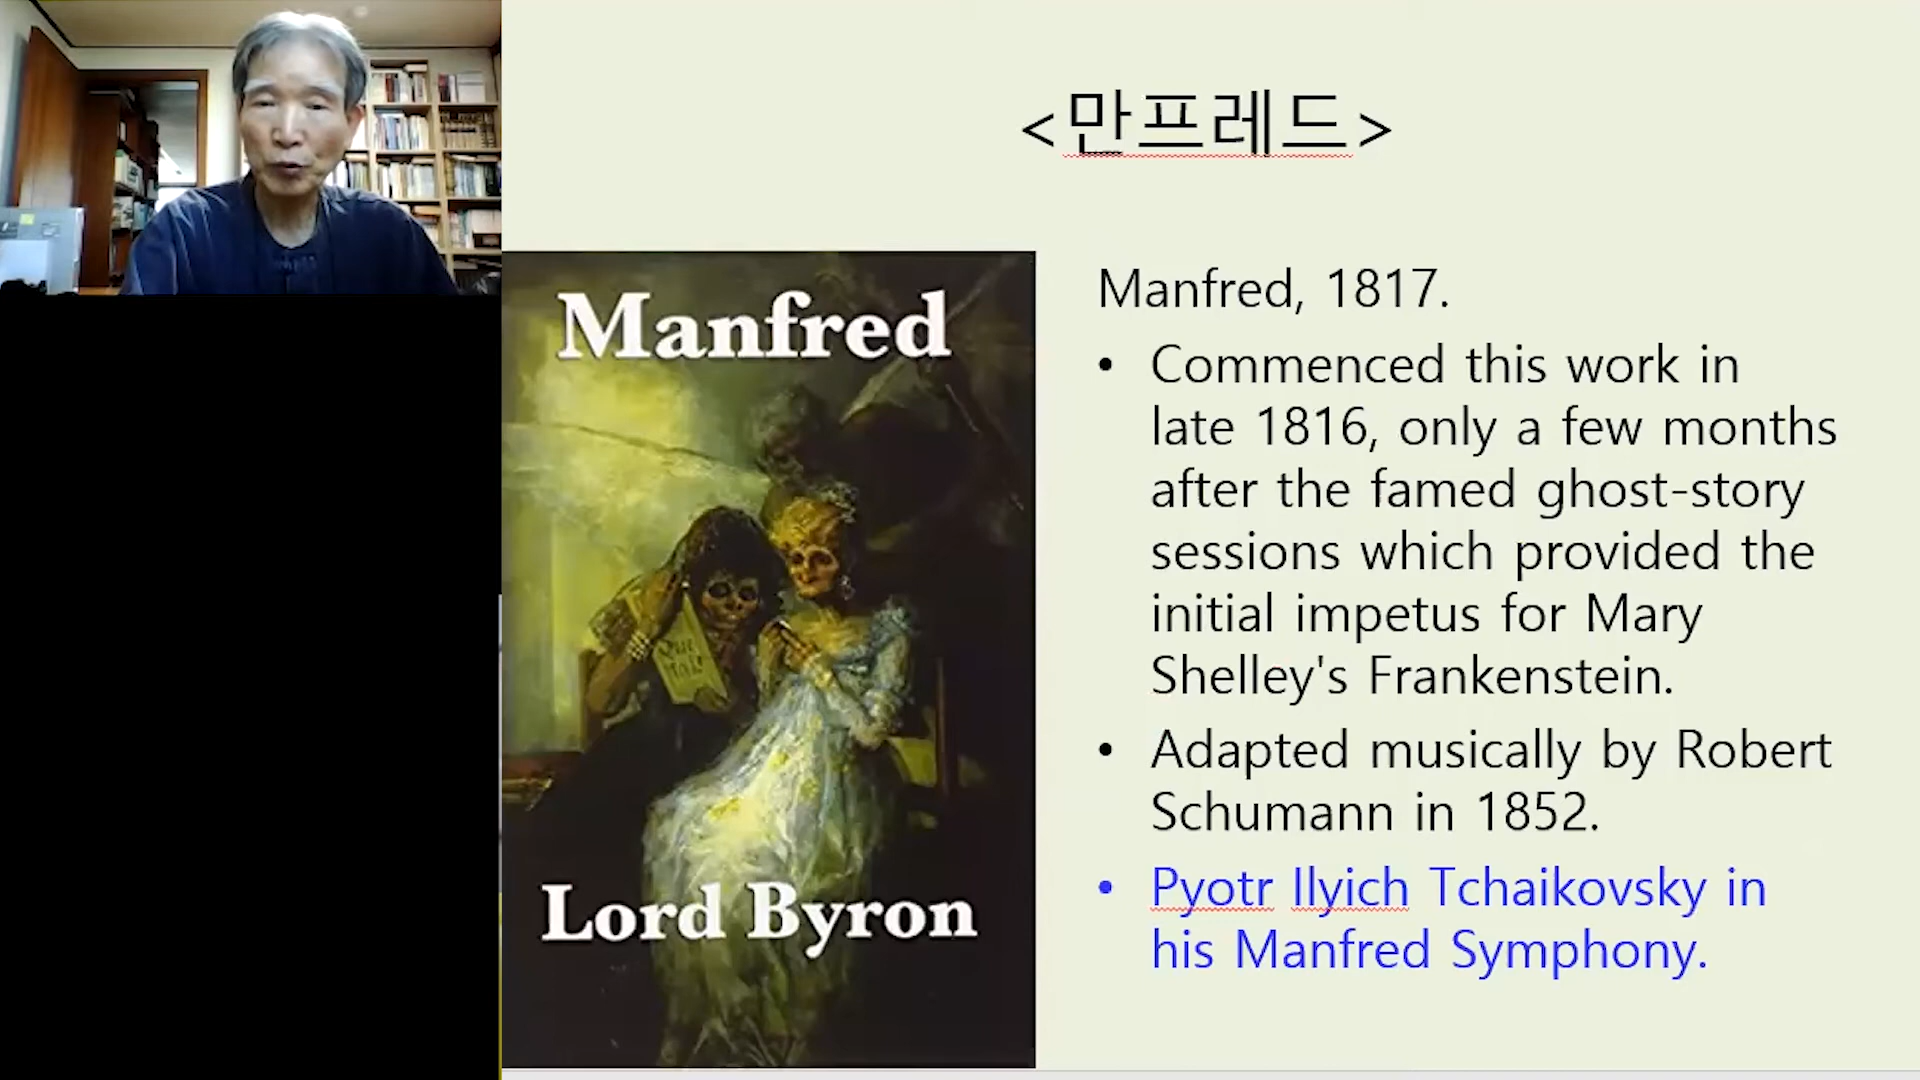 <만프레드>
Manfred
Que
tal?
Lord Byron
Manfred, 1817.
• Commenced this work in
late 1816, only a few months
after the famed ghost-story
sessions which provided the
initial impetus for Mary
Shelley's Frankenstein.
• Adapted musically by Robert
Schumann in 1852.
• Pyotr Ilyich Tchaikovsky in
his Manfred Symphony.